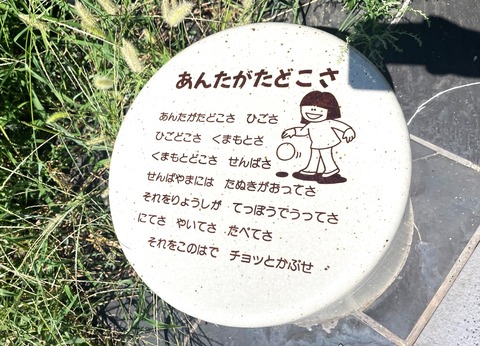 あんたがたどこさ
あんたがたどこさ ひごさ
ひごどこさ くまもとさ
くまもとどこさ せんばさ
せんばやまには たぬきがおってさ
それをりょうしが てっぽうでうってさ
にてさ やいてさ たべてさ
それをこのはで チョッとかぶせ